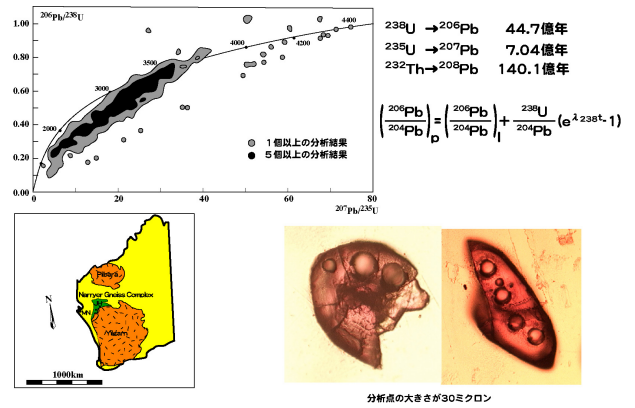 ²⁰⁶Pb/²³⁸U
1.00
0.80
0.60
0.40
0.20
0.00
0
20
40
60
80
2000
3000
3500
4000
4200
4400
1個以上の分析結果
5個以上の分析結果
²⁰⁷Pb/²³⁵U
²³⁸U →²⁰⁶Pb 44.7億年
²³⁵U →²⁰⁷Pb 7.04億年
²³²Th→²⁰⁸Pb 140.1億年
(²⁰⁶Pb/²⁰⁴Pb)p=(²⁰⁶Pb/²⁰⁴Pb)I+²³⁸U/²⁰⁴Pb(e^λ238t-1)
N
Narryer Gneiss Complex
MN
1000km
分析点の大きさが30ミクロン